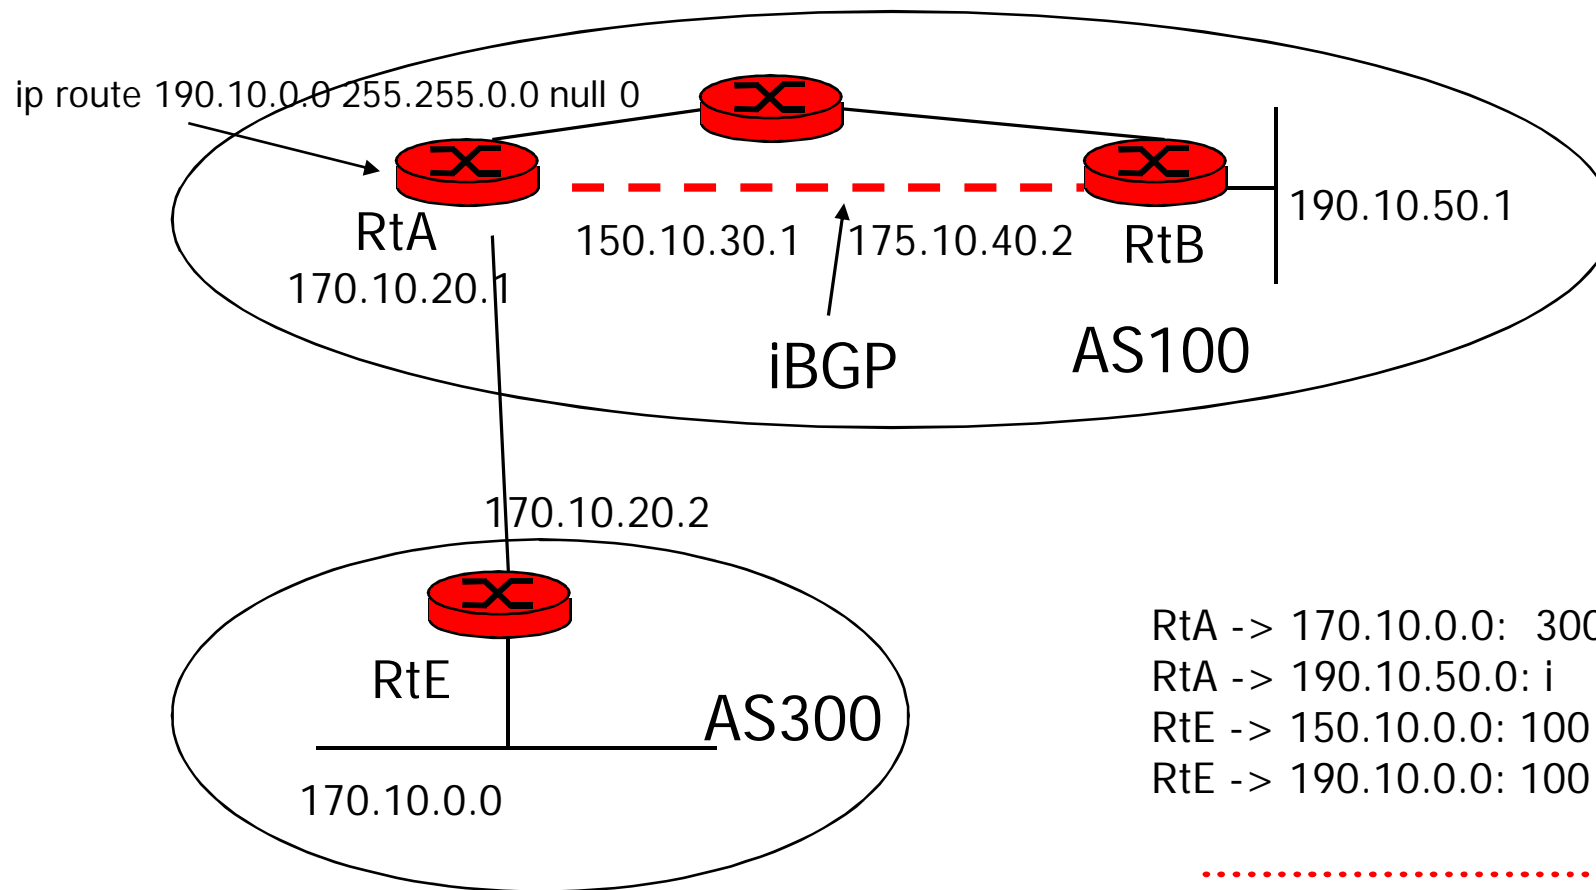 ip route 190.10.0.0 255.255.0.0 null 0
RtA
150.10.30.1
175.10.40.2
RtB
190.10.50.1
170.10.20.1
iBGP
AS100
170.10.20.2
RtE
AS300
170.10.0.0
RtA -> 170.10.0.0: 300
RtA -> 190.10.50.0: i
RtE -> 150.10.0.0: 100
RtE -> 190.10.0.0: 100